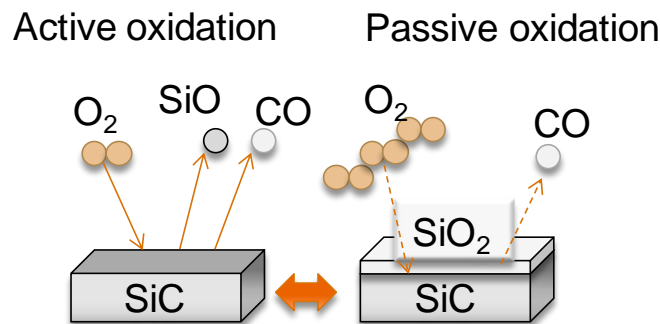 Active oxidation
Passive oxidation
O₂
SiO
CO
O₂
CO
SiC
SiO₂
SiC